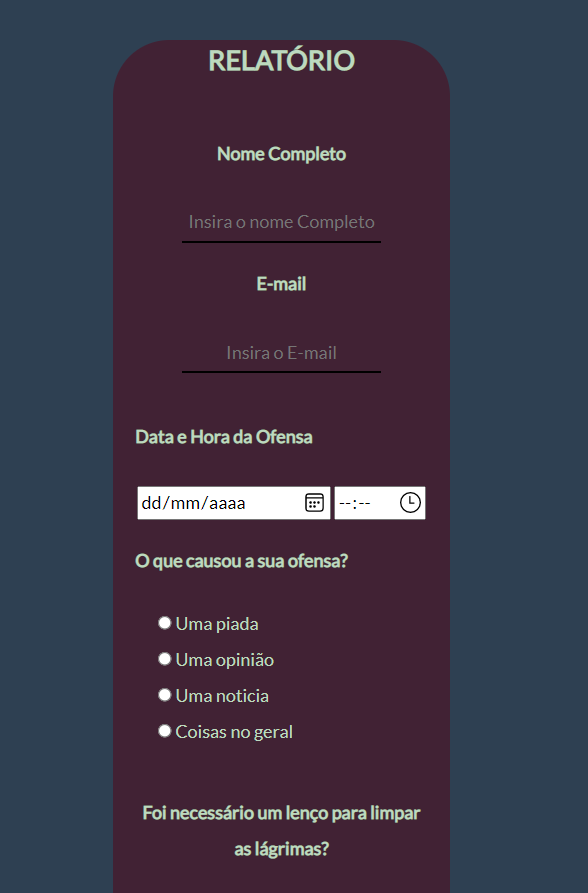 RELATÓRIO
Nome Completo
Insira o nome Completo
E-mail
Insira o E-mail
Data e Hora da Ofensa
dd/mm/aaaa --:--
O que causou a sua ofensa?
Uma piada
Uma opinião
Uma noticia
Coisas no geral
Foi necessário um lenço para limpar
as lágrimas?